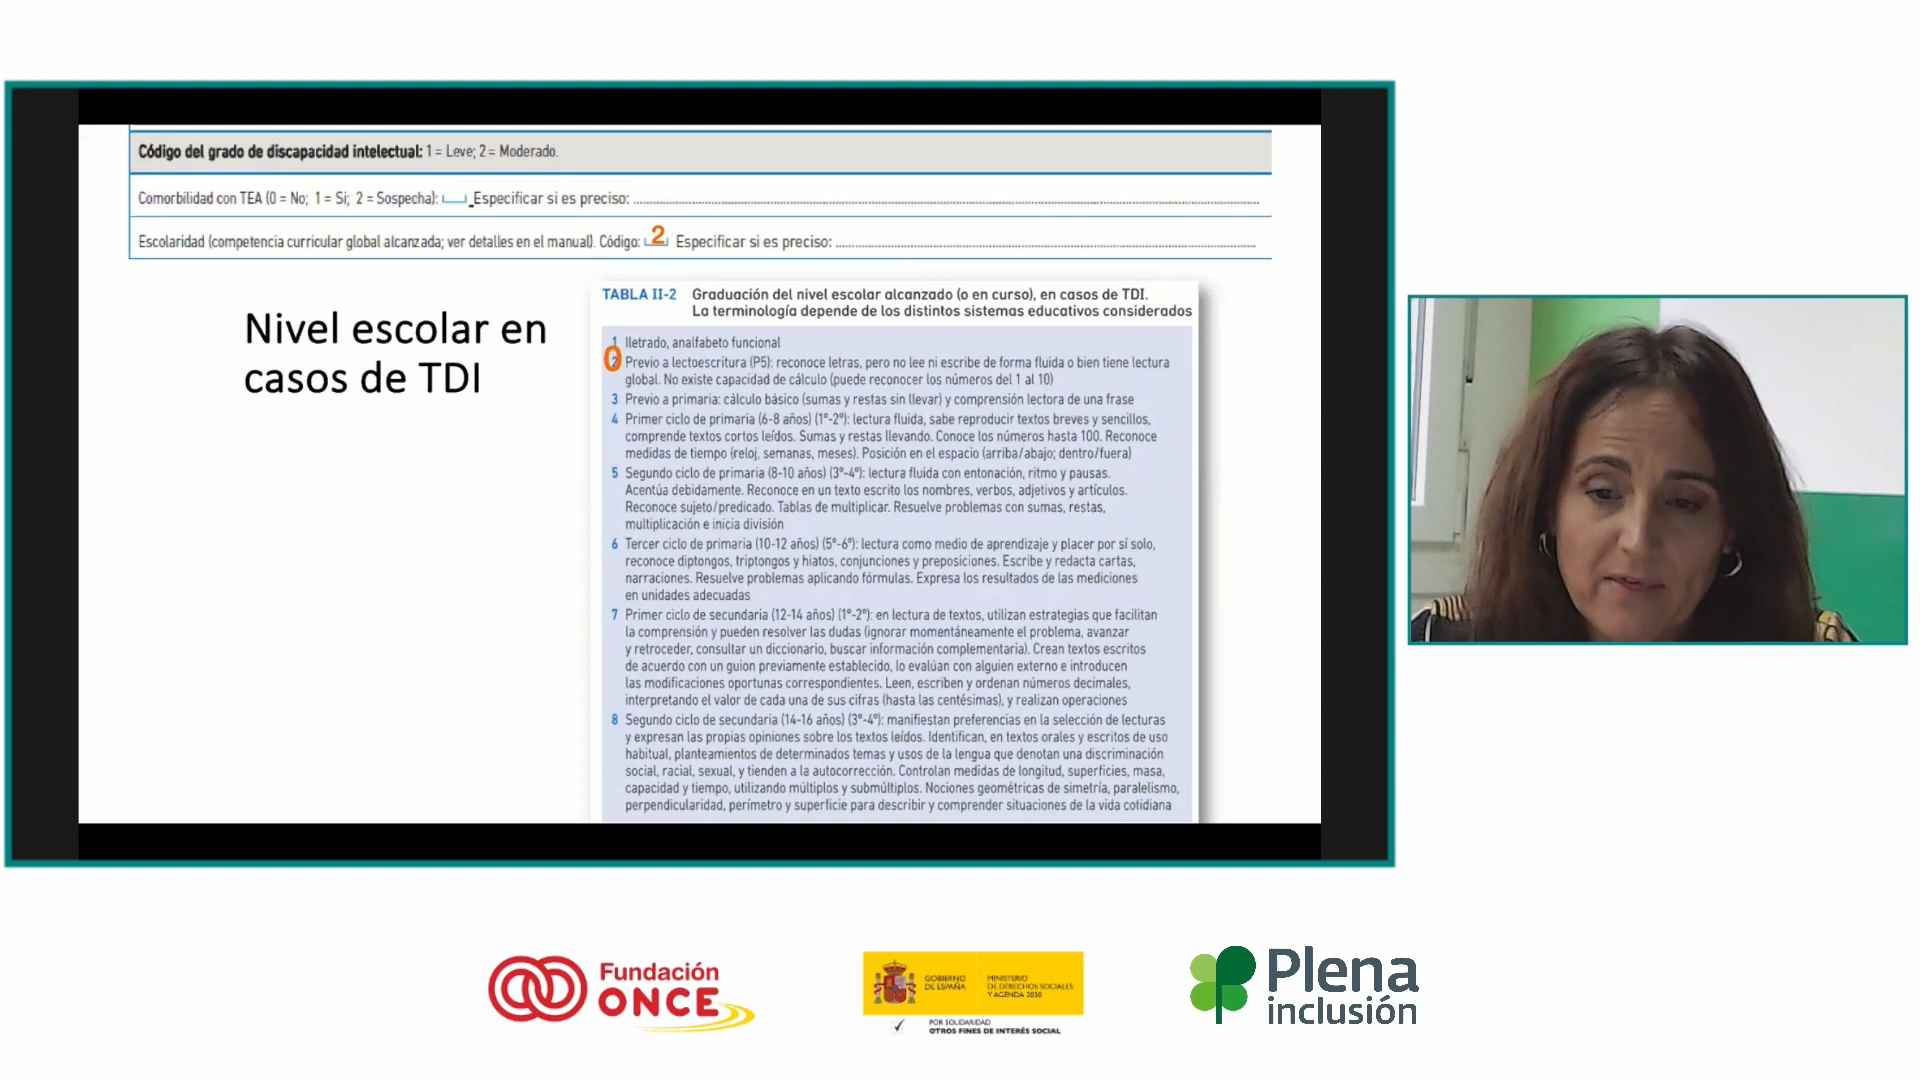 Código del grado de discapacidad intelectual: 1 = Leve; 2 = Moderado.
Comorbilidad con TEA (0 = No; 1 = Si; 2 = Sospecha): Especificar si es preciso:
Escolaridad (competencia curricular global alcanzada; ver detalles en el manual). Código: 2 Especificar si es preciso:
Nivel escolar en
casos de TDI
TABLA II-2 Graduación del nivel escolar alcanzado (o en curso), en casos de TDI.
La terminología depende de los distintos sistemas educativos considerados
1 Iletrado, analfabeto funcional
2 Previo a lectoescritura (P5): reconoce letras, pero no lee ni escribe de forma fluida o bien tiene lectura
global. No existe capacidad de cálculo (puede reconocer los números del 1 al 10)
3 Previo a primaria: cálculo básico (sumas y restas sin llevar) y comprensión lectora de una frase
4 Primer ciclo de primaria (6-8 años) (1º-2º): lectura fluida, sabe reproducir textos breves y sencillos,
comprende textos cortos leídos. Sumas y restas llevando. Conoce los números hasta 100. Reconoce
medidas de tiempo (reloj, semanas, meses). Posición en el espacio (arriba/abajo; dentro/fuera)
5 Segundo ciclo de primaria (8-10 años) (3º-4º): lectura fluida con entonación, ritmo y pausas.
Acentúa debidamente. Reconoce en un texto escrito los nombres, verbos, adjetivos y artículos.
Reconoce sujeto/predicado. Tablas de multiplicar. Resuelve problemas con sumas, restas,
multiplicación e inicia división
6 Tercer ciclo de primaria (10-12 años) (5º-6º): lectura como medio de aprendizaje y placer por sí solo,
reconoce diptongos, triptongos y hiatos, conjunciones y preposiciones. Escribe y redacta cartas,
narraciones. Resuelve problemas aplicando fórmulas. Expresa los resultados de las mediciones
en unidades adecuadas
7 Primer ciclo de secundaria (12-14 años) (1º-2º): en lectura de textos, utilizan estrategias que facilitan
la comprensión y pueden resolver las dudas (ignorar momentáneamente el problema, avanzar
y retroceder, consultar un diccionario, buscar información complementaria). Crean textos escritos
de acuerdo con un guion previamente establecido, lo evalúan con alguien externo e introducen
las modificaciones oportunas correspondientes. Leen, escriben y ordenan números decimales,
interpretando el valor de cada una de sus cifras (hasta las centésimas), y realizan operaciones
8 Segundo ciclo de secundaria (14-16 años) (3º-4º): manifiestan preferencias en la selección de lecturas
y expresan las propias opiniones sobre los textos leídos. Identifican, en textos orales y escritos de uso
habitual, planteamientos de determinados temas y usos de la lengua que denotan una discriminación
social, racial, sexual, y tienden a la autocorrección. Controlan medidas de longitud, superficies, masa,
capacidad y tiempo, utilizando múltiplos y submúltiplos. Nociones geométricas de simetría, paralelismo,
perpendicularidad, perímetro y superficie para describir y comprender situaciones de la vida cotidiana
Fundación
ONCE
GOBIERNO
DE ESPAÑA
MINISTERIO
DE DERECHOS SOCIALES
Y AGENDA 2030
POR SOLIDARIDAD
OTROS FINES DE INTERÉS SOCIAL
Plena
inclusión